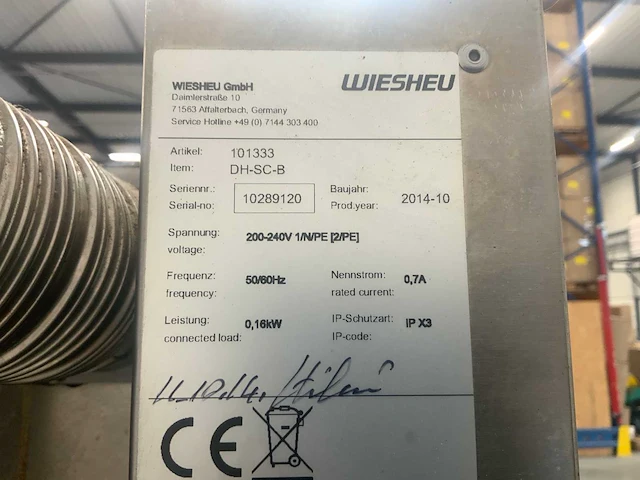 WIESHEU GmbH
Daimlerstraße 10
71563 Affalterbach, Germany
Service Hotline +49 (0) 7144 303 400
WIESHEU
Artikel: 101333
Item: DH-SC-B
Seriennr.: Baujahr:
Serial-no: 10289120 Prod.year: 2014-10
Spannung:
voltage: 200-240V 1/N/PE [2/PE]
Frequenz: 50/60Hz Nennstrom: 0,7A
frequency: rated current:
Leistung: 0,16kW IP-Schutzart: IP X3
connected load: IP-code:
11.10.14.
CE